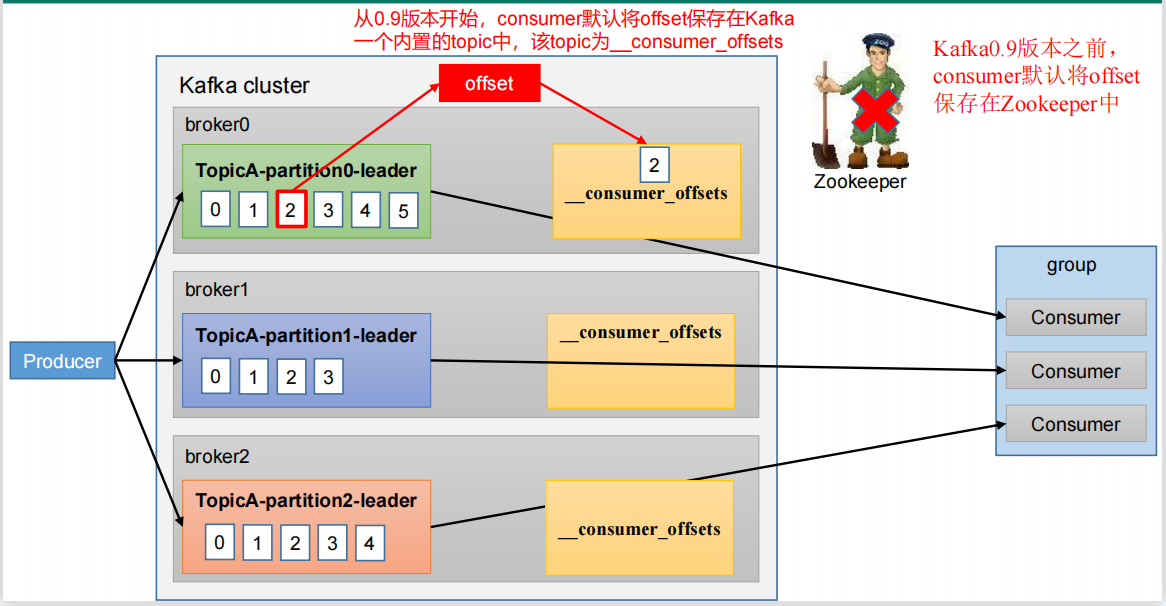 从0.9版本开始，consumer默认将offset保存在Kafka
一个内置的topic中，该topic为__consumer_offsets
Kafka0.9版本之前，
consumer默认将offset
保存在Zookeeper中
ZOO
Zookeeper
Kafka cluster
offset
broker0
TopicA-partition0-leader
0 1 2 3 4 5
2
__consumer_offsets
broker1
TopicA-partition1-leader
0 1 2 3
__consumer_offsets
broker2
TopicA-partition2-leader
0 1 2 3 4
__consumer_offsets
Producer
group
Consumer
Consumer
Consumer